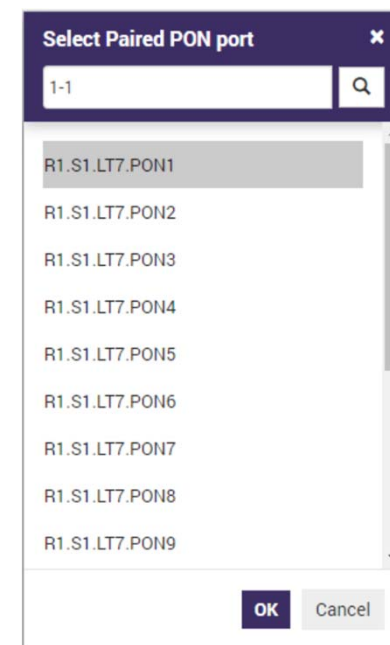 Select Paired PON port
1-1
R1.S1.LT7.PON1
R1.S1.LT7.PON2
R1.S1.LT7.PON3
R1.S1.LT7.PON4
R1.S1.LT7.PON5
R1.S1.LT7.PON6
R1.S1.LT7.PON7
R1.S1.LT7.PON8
R1.S1.LT7.PON9
OK Cancel